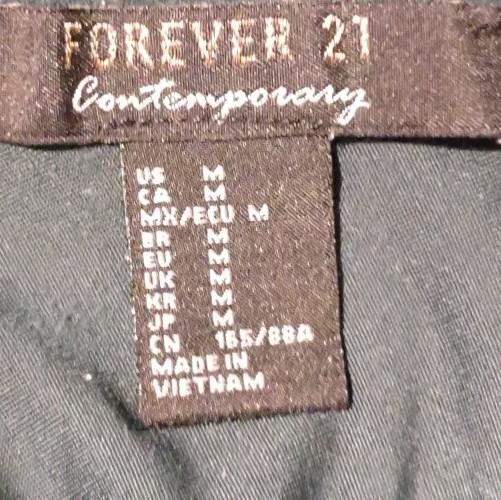 FOREVER 21
Contemporary
US M
CA M
MX/ECU M
BR M
EU M
UK M
KR M
JP M
CN 165/88A
MADE IN
VIETNAM